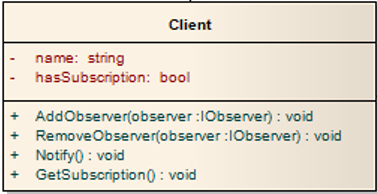 Client
- name: string
- hasSubscription: bool
+ AddObserver(observer :IObserver) : void
+ RemoveObserver(observer :IObserver) : void
+ Notify() : void
+ GetSubscription() : void